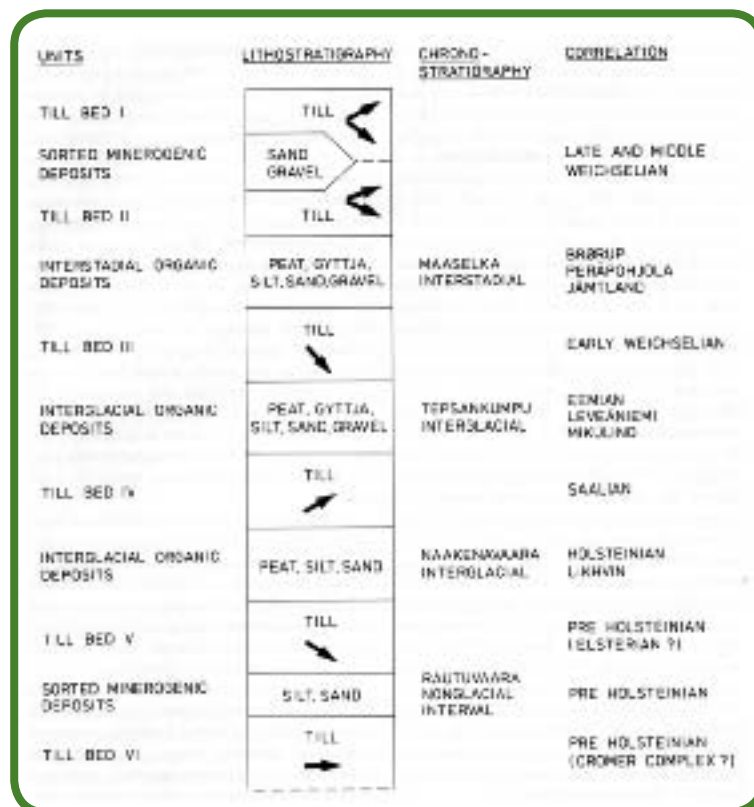 UNITS LITHOSTRATIGRAPHY CHRONO- CORRELATION
STRATIGRAPHY
TILL BED I TILL
SORTED MINEROGENIC SAND LATE AND MIDDLE
DEPOSITS GRAVEL WEICHSELIAN
TILL BED II TILL
INTERSTADIAL ORGANIC PEAT, GYTTJA, MAASELKA BRØRUP
DEPOSITS SILT, SAND, GRAVEL INTERSTADIAL PERÄPOHJOLA
JÄMTLAND
TILL
TILL BED III EARLY WEICHSELIAN
INTERGLACIAL ORGANIC PEAT, GYTTJA, TEPSANKUMPU EEMIAN
DEPOSITS SILT, SAND, GRAVEL INTERGLACIAL LEVEÄNIEMI
MIKULINO
TILL
TILL BED IV SAALIAN
INTERGLACIAL ORGANIC PEAT, SILT, SAND NAAKENAVAARA HOLSTEINIAN
DEPOSITS INTERGLACIAL LIKHVIN
TILL PRE HOLSTEINIAN
TILL BED V (ELSTERIAN ?)
SORTED MINEROGENIC SILT, SAND RAUTUVAARA PRE HOLSTEINIAN
DEPOSITS NONGLACIAL
INTERVAL
TILL PRE HOLSTEINIAN
TILL BED VI (CROMER COMPLEX ?)